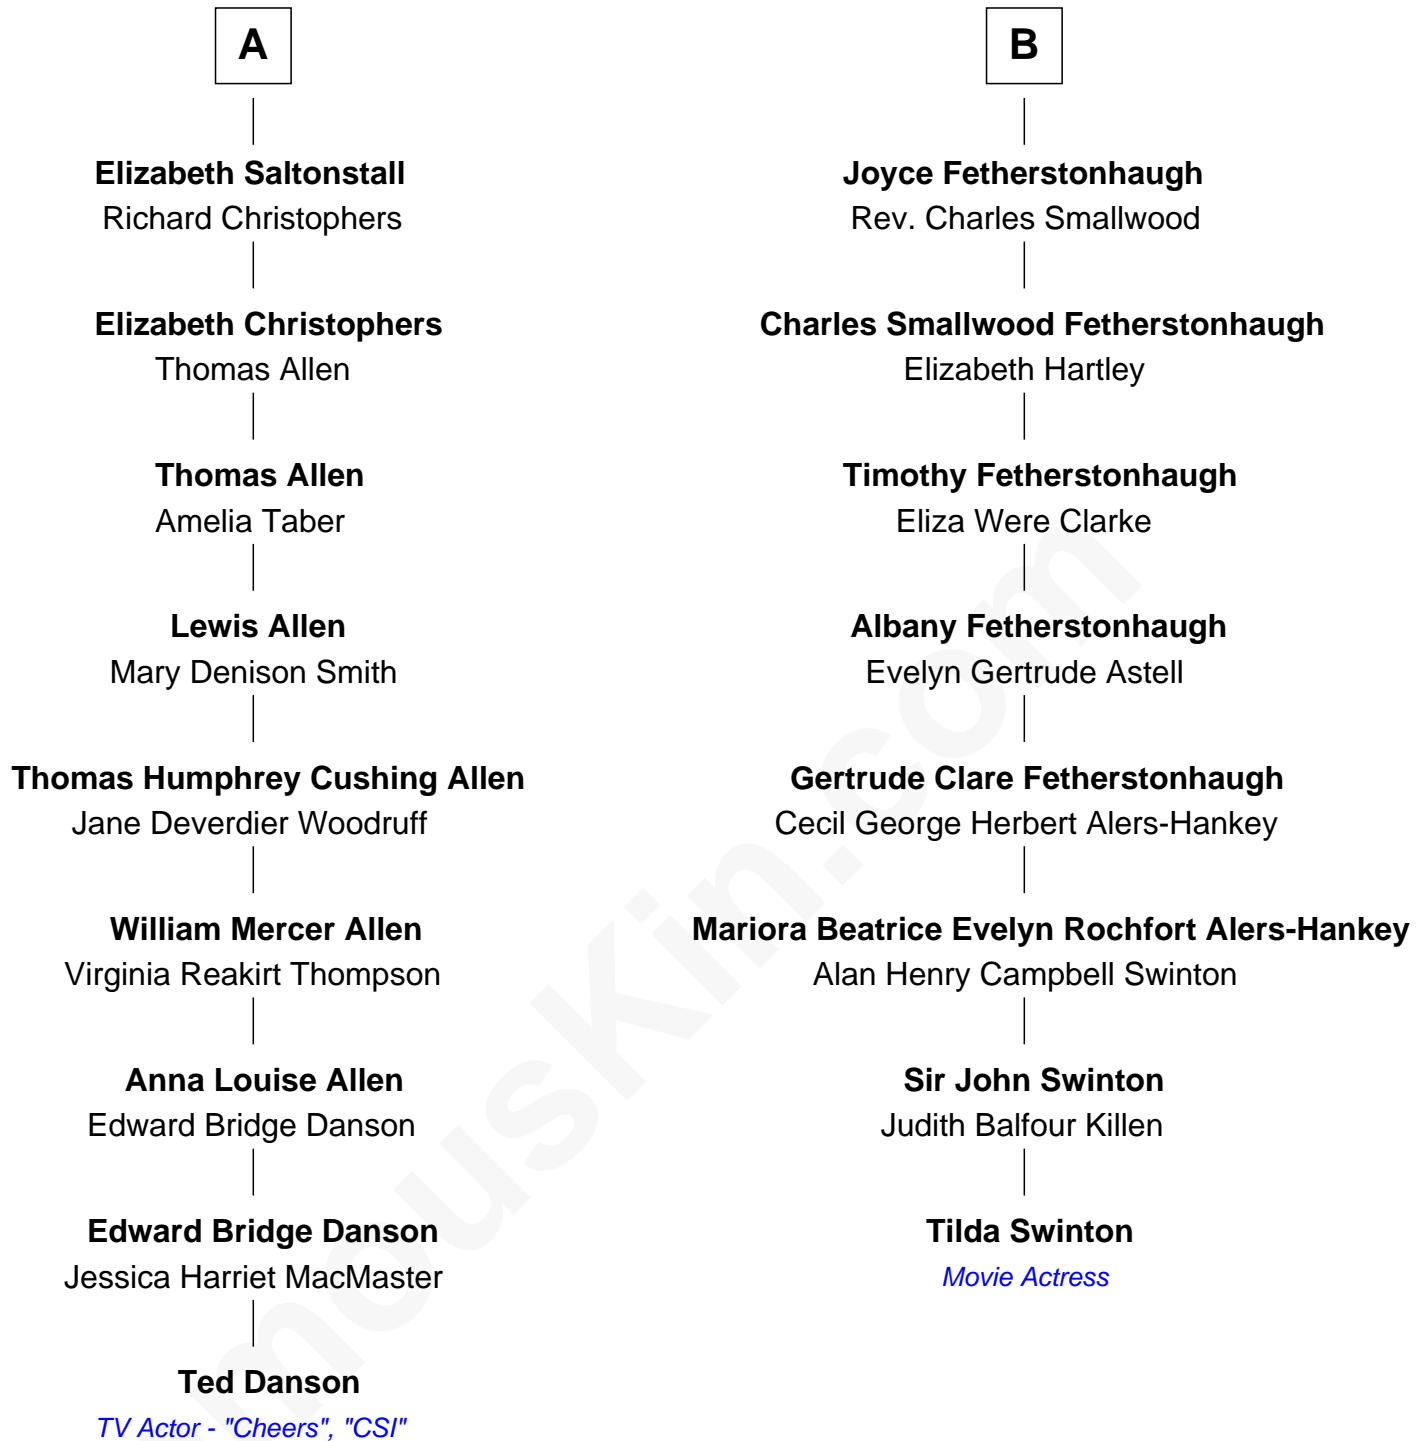 A
Elizabeth Saltonstall
Richard Christophers
Elizabeth Christophers
Thomas Allen
Thomas Allen
Amelia Taber
Lewis Allen
Mary Denison Smith
Thomas Humphrey Cushing Allen
Jane Deverdier Woodruff
William Mercer Allen
Virginia Reakirt Thompson
Anna Louise Allen
Edward Bridge Danson
Edward Bridge Danson
Jessica Harriet MacMaster
Ted Danson
TV Actor - "Cheers", "CSI"
B
Joyce Fetherstonhaugh
Rev. Charles Smallwood
Charles Smallwood Fetherstonhaugh
Elizabeth Hartley
Timothy Fetherstonhaugh
Eliza Were Clarke
Albany Fetherstonhaugh
Evelyn Gertrude Astell
Gertrude Clare Fetherstonhaugh
Cecil George Herbert Alers-Hankey
Mariora Beatrice Evelyn Rochfort Alers-Hankey
Alan Henry Campbell Swinton
Sir John Swinton
Judith Balfour Killen
Tilda Swinton
Movie Actress
mousKin.com